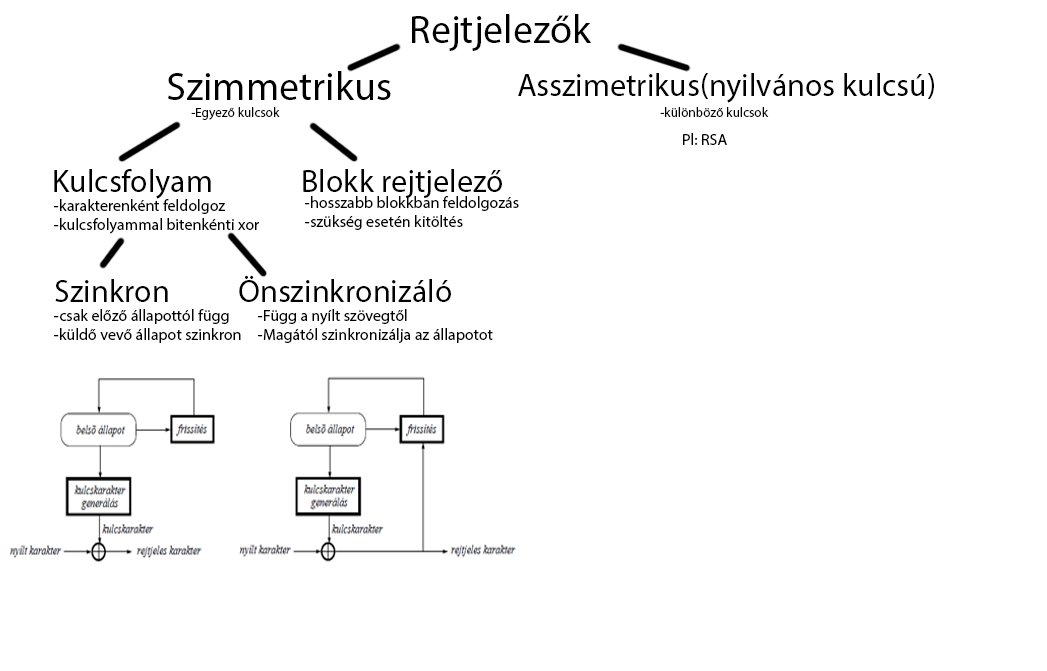 Rejtjelezők
Szimmetrikus
-Egyező kulcsok
Asszimetrikus(nyilvános kulcsú)
-különböző kulcsok
Pl: RSA
Kulcsfolyam
-karakterenként feldolgoz
-kulcsfolyammal bitenkénti xor
Blokk rejtjelező
-hosszabb blokkban feldolgozás
-szükség esetén kitöltés
Szinkron
-csak előző állapottól függ
-küldő vevő állapot szinkron
Önszinkronizáló
-Függ a nyílt szövegtől
-Magától szinkronizálja az állapotot
belső állapot
frissítés
kulcskarakter
generálás
kulcskarakter
nyílt karakter
rejtjeles karakter
belső állapot
frissítés
kulcskarakter
generálás
kulcskarakter
nyílt karakter
rejtjeles karakter